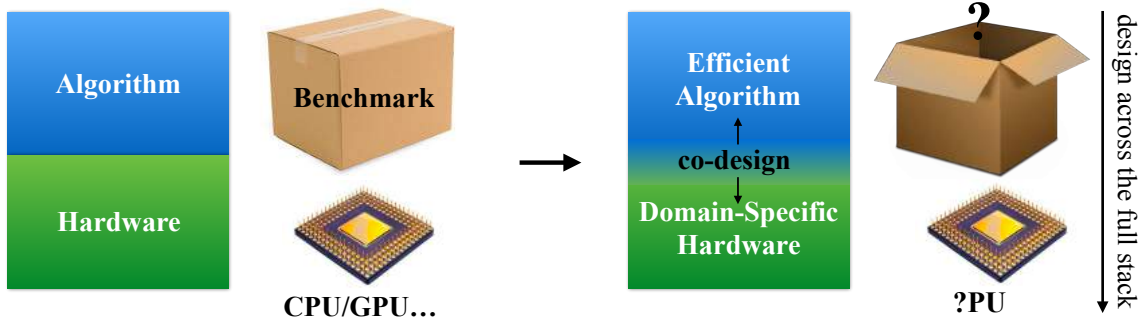 Algorithm
Hardware
Benchmark
CPU/GPU…
Efficient
Algorithm
co-design
Domain-Specific
Hardware
?
?PU
design across the full stack